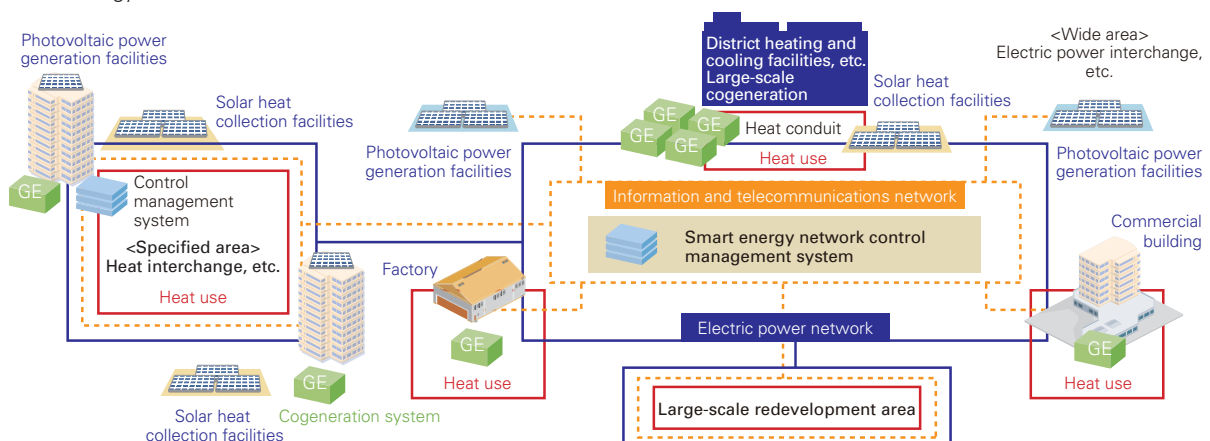 Photovoltaic power
generation facilities
Solar heat
collection facilities
GE
Control
management
system
<Specified area>
Heat interchange, etc.
Heat use
Solar heat
collection facilities
GE
Cogeneration system
Photovoltaic power
generation facilities
District heating and
cooling facilities, etc.
Large-scale
cogeneration
GE
GE
GE
GE
GE
Heat conduit
Heat use
Solar heat
collection facilities
<Wide area>
Electric power interchange,
etc.
Photovoltaic power
generation facilities
Information and telecommunications network
Smart energy network control
management system
Factory
GE
Heat use
Electric power network
Large-scale redevelopment area
Commercial
building
GE
Heat use